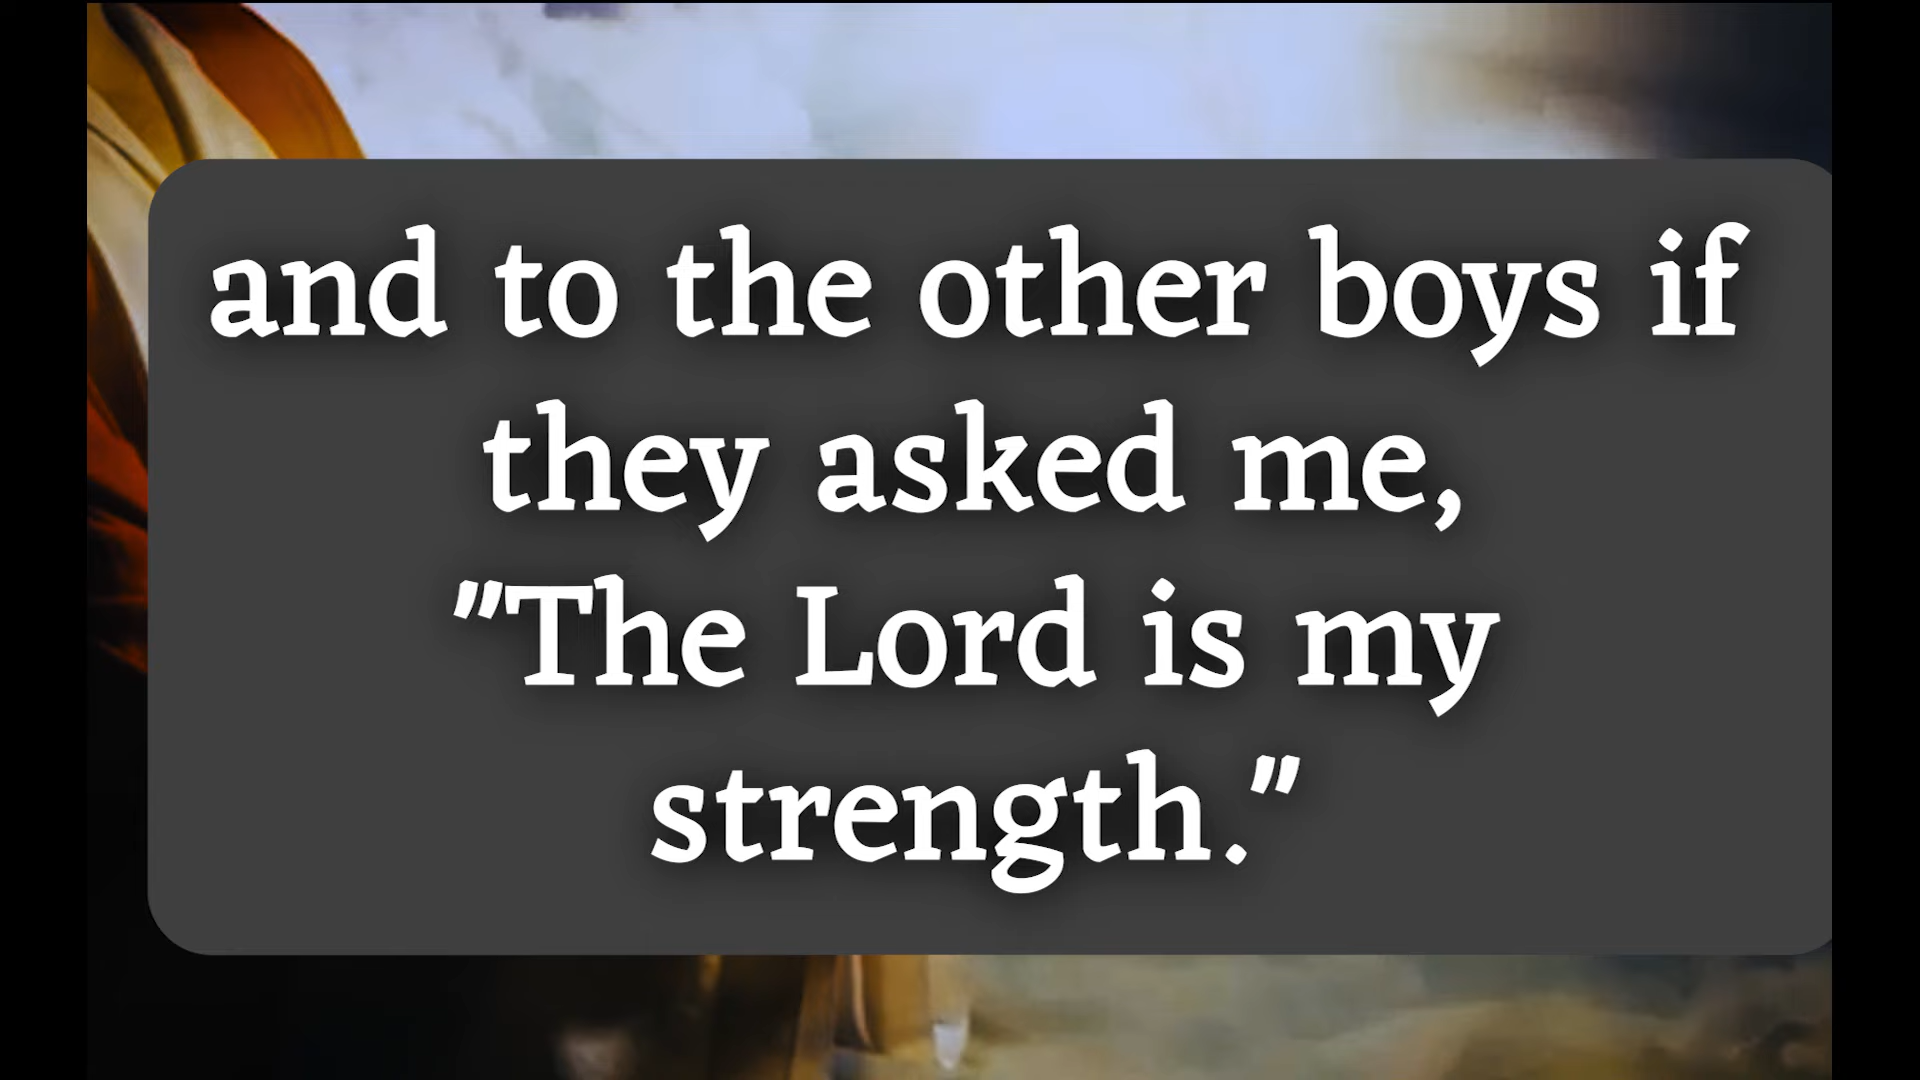 and to the other boys if
they asked me,
"The Lord is my
strength."